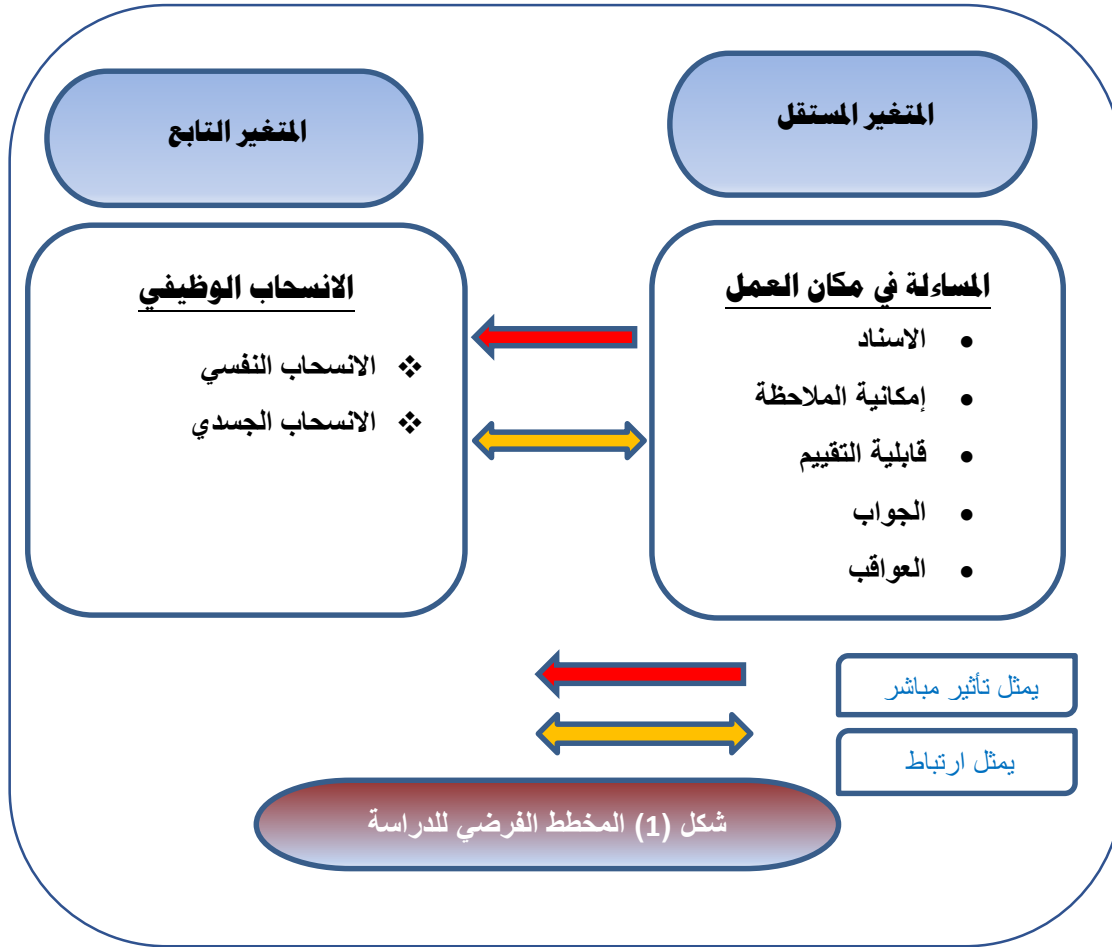 المتغير المستقل
المتغير التابع
المساءلة في مكان العمل
• الاسناد
• إمكانية الملاحظة
• قابلية التقييم
• الجواب
• العواقب
الانسحاب الوظيفي
❖ الانسحاب النفسي
❖ الانسحاب الجسدي
يمثل تأثير مباشر
يمثل ارتباط
شكل (1) المخطط الفرضي للدراسة